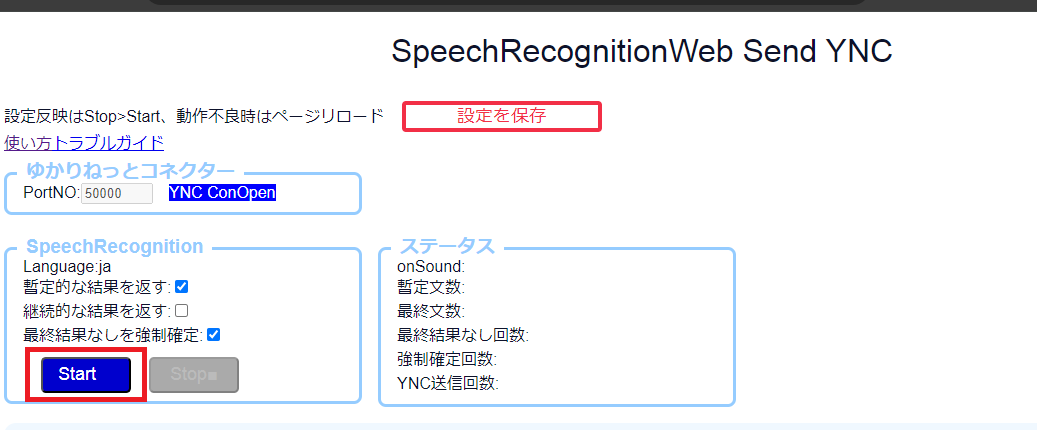 SpeechRecognitionWeb Send YNC
設定反映はStop>Start、動作不良時はページリロード 設定を保存
使い方トラブルガイド
ゆかりねっとコネクター
PortNO: 50000 YNC ConOpen
SpeechRecognition
Language:ja
暫定的な結果を返す:
継続的な結果を返す:
最終結果なしを強制確定:
Start Stop■
ステータス
onSound:
暫定文数:
最終文数:
最終結果なし回数:
強制確定回数:
YNC送信回数: